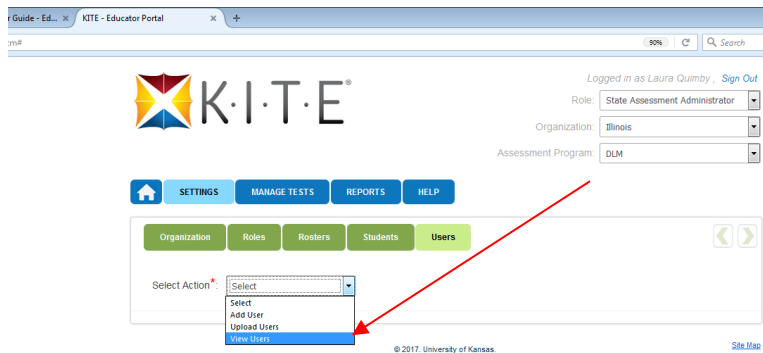 r Guide - Ed... × KITE - Educator Portal × +
:m# 90% Search
Logged in as Laura Quimby , Sign Out
K·I·T·E®
Role: State Assessment Administrator
Organization: Illinois
Assessment Program: DLM
SETTINGS MANAGE TESTS REPORTS HELP
Organization Roles Rosters Students Users
Select Action*: Select
Select
Add User
Upload Users
View Users
© 2017. University of Kansas. Site Map